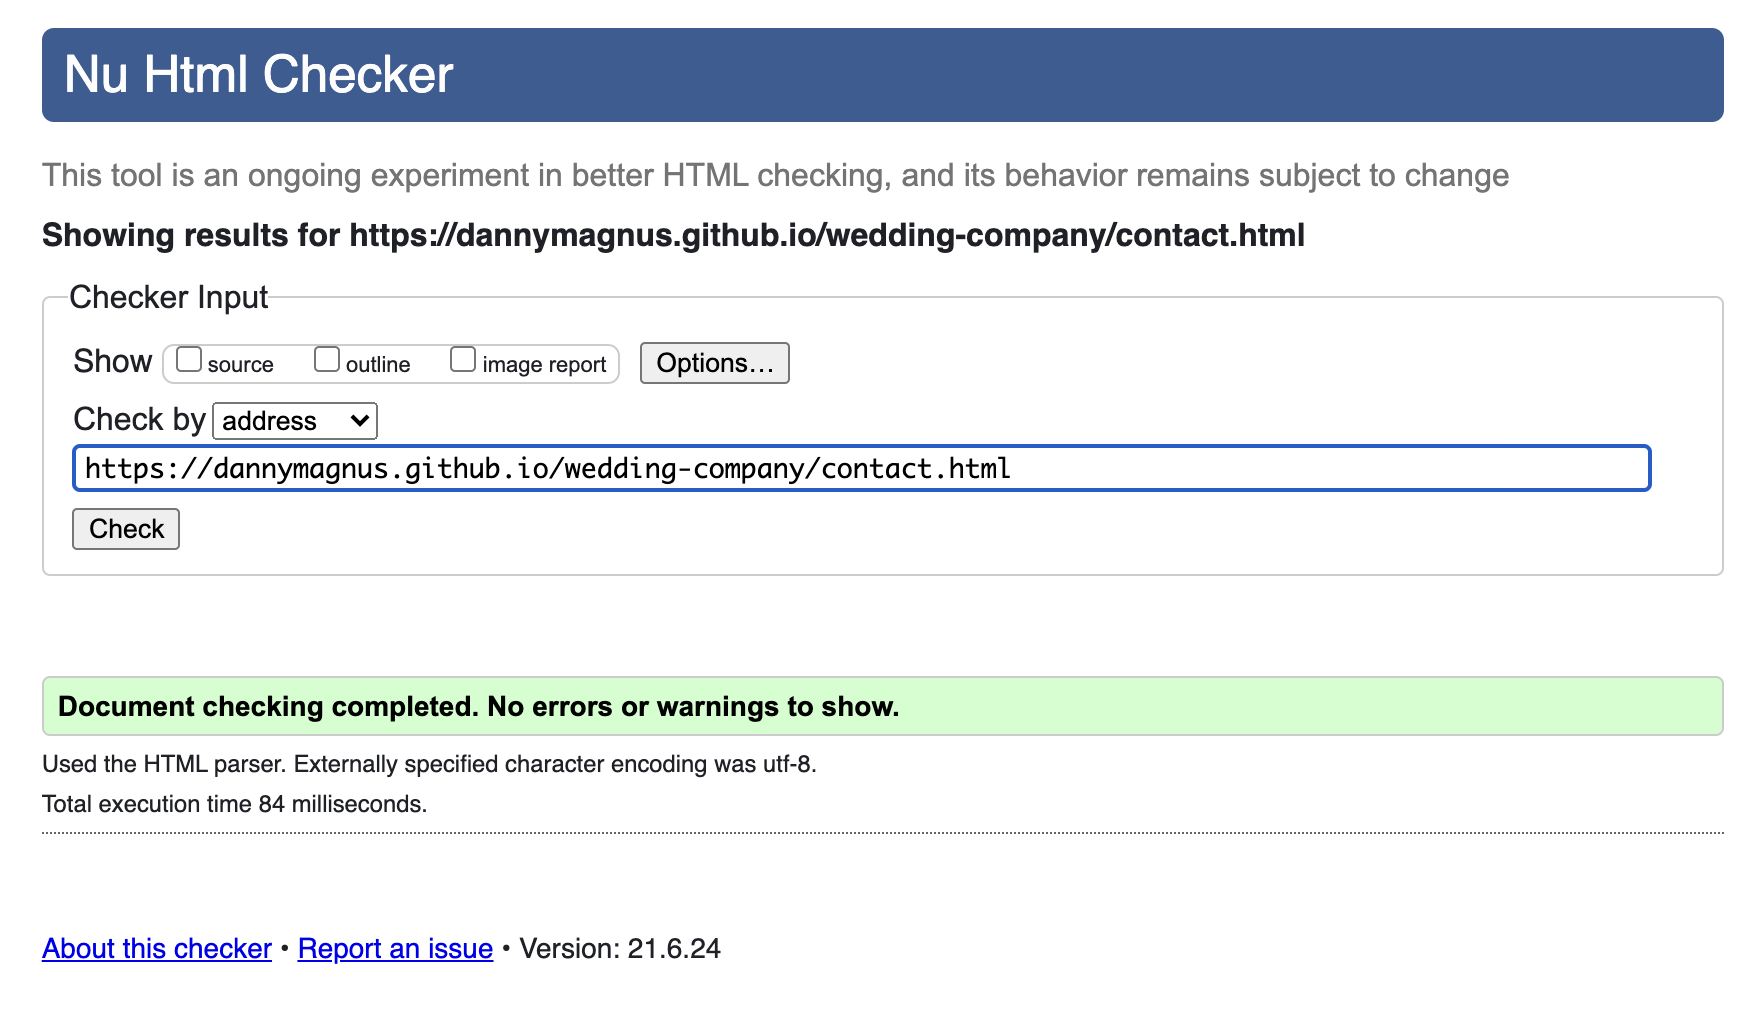 Nu Html Checker
This tool is an ongoing experiment in better HTML checking, and its behavior remains subject to change
Showing results for https://dannymagnus.github.io/wedding-company/contact.html
Checker Input
Show source outline image report Options...
Check by address
https://dannymagnus.github.io/wedding-company/contact.html
Check
Document checking completed. No errors or warnings to show.
Used the HTML parser. Externally specified character encoding was utf-8.
Total execution time 84 milliseconds.
About this checker • Report an issue • Version: 21.6.24